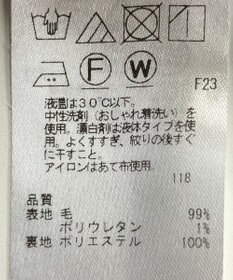 F
W
F23
液温は30℃以下。
中性洗剤(おしゃれ着洗い)を
使用。漂白剤は液体タイプを使
用。よくすすぎ、絞りの後すぐ
に干すこと。
アイロンはあて布使用。
118
品質
表地 毛 99%
ポリウレタン 1%
裏地 ポリエステル 100%